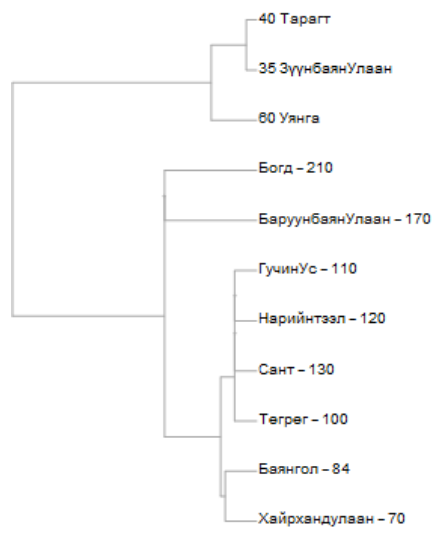 40 Тарагт
35 ЗүүнбаянУлаан
60 Уянга
Богд – 210
БаруунбаянУлаан – 170
ГучинУс – 110
Нарийнтээл – 120
Сант – 130
Төгрөг – 100
Баянгол – 84
Хайрхандулаан – 70